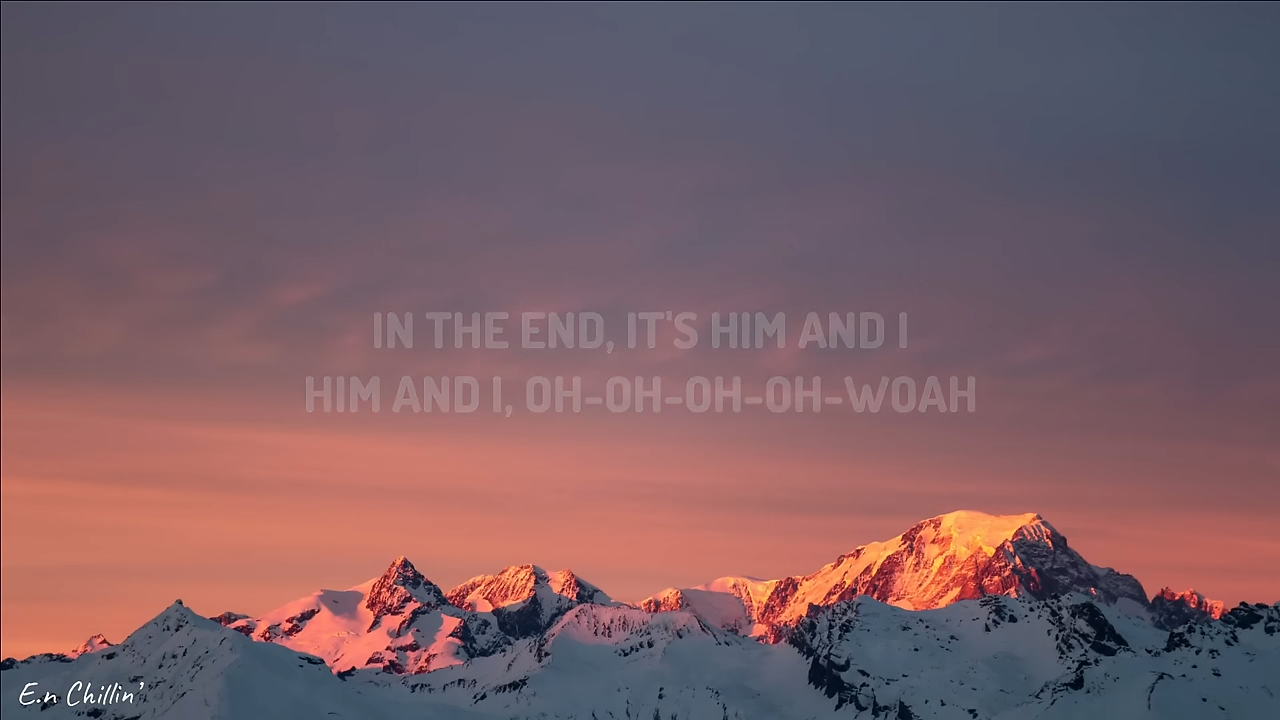 IN THE END, IT'S HIM AND I
HIM AND I, OH-OH-OH-OH-WOAH
E.n Chillin'